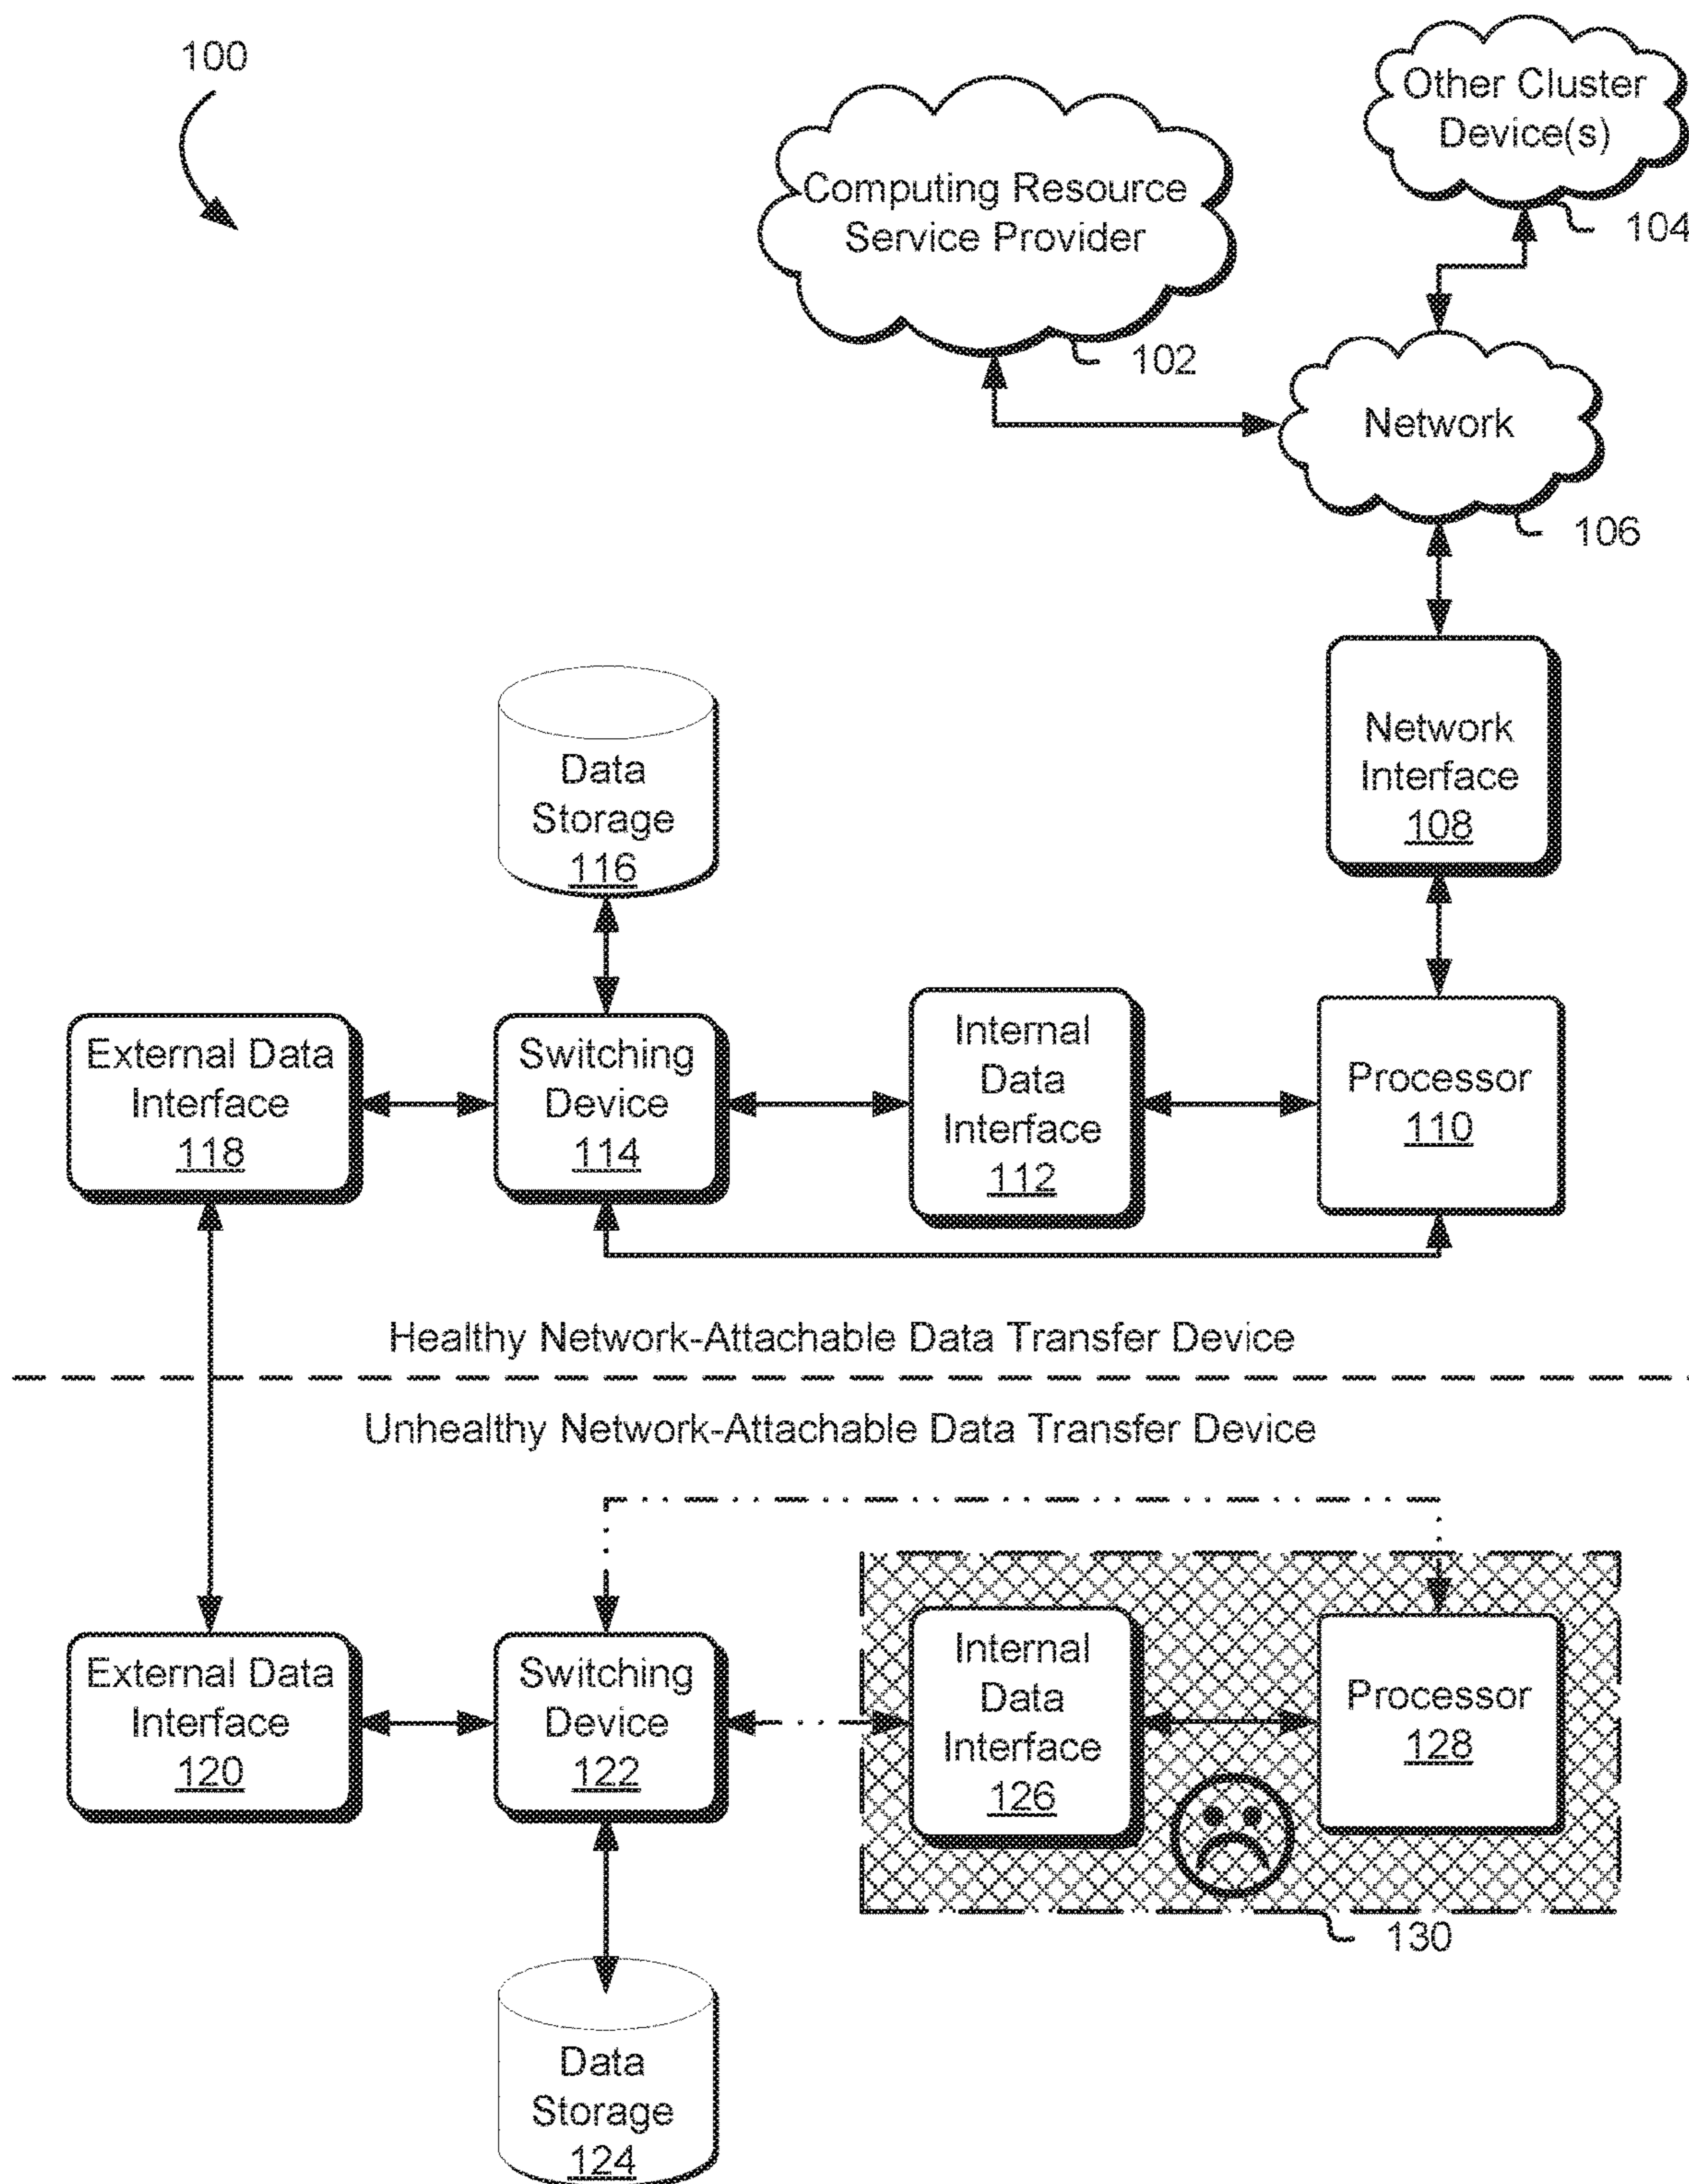 100
Other Cluster
Device(s)
104
Computing Resource
Service Provider
102
Network
106
Network
Interface
108
Data
Storage
116
External Data
Interface
118
Switching
Device
114
Internal
Data
Interface
112
Processor
110
Healthy Network-Attachable Data Transfer Device
Unhealthy Network-Attachable Data Transfer Device
External Data
Interface
120
Switching
Device
122
Internal
Data
Interface
126
Processor
128
130
Data
Storage
124